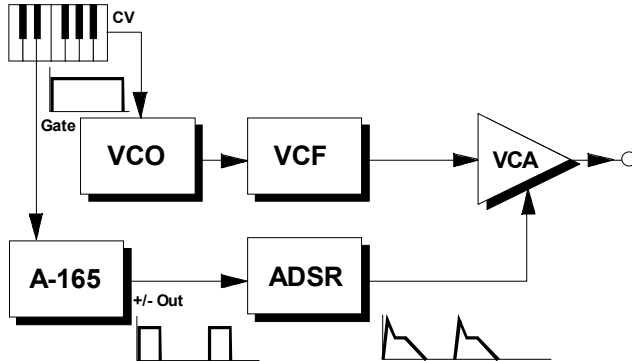 CV
Gate
VCO
VCF
VCA
A-165
+/- Out
ADSR